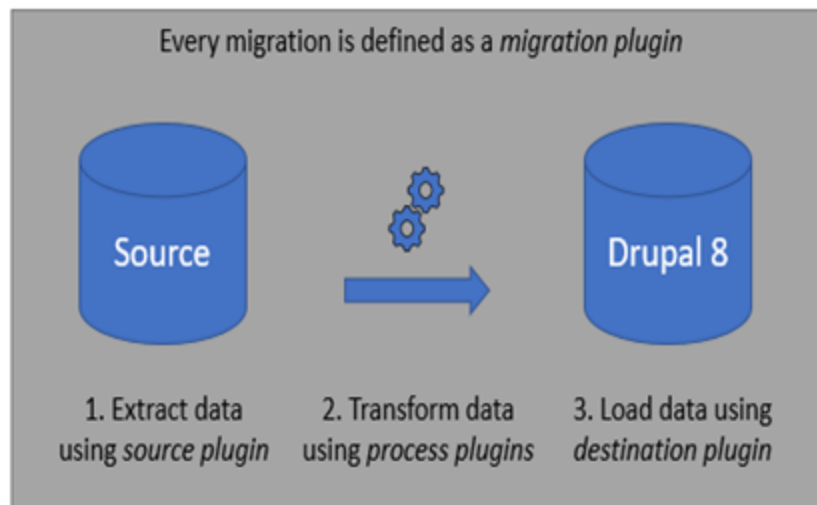 Every migration is defined as a migration plugin
Source
Drupal 8
1. Extract data
using source plugin
2. Transform data
using process plugins
3. Load data using
destination plugin